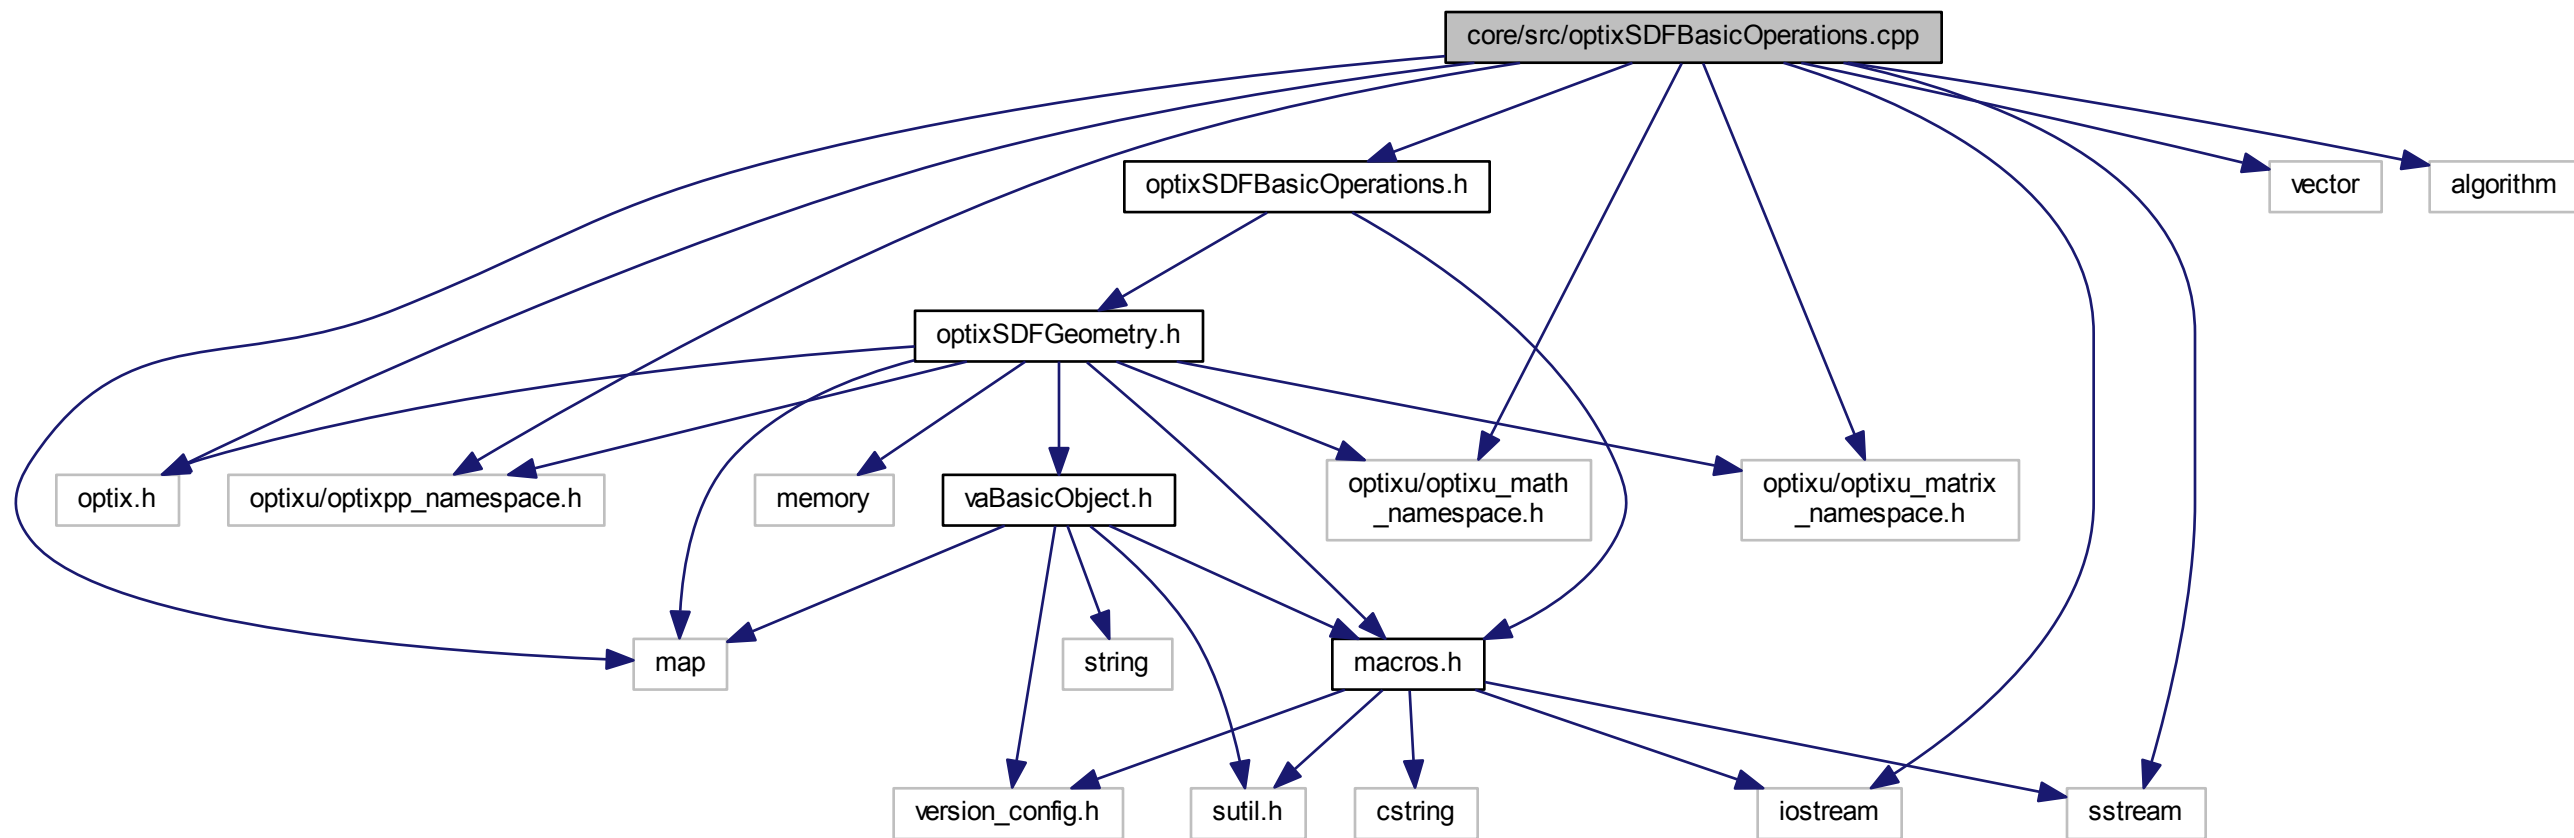 core/src/optixSDFBasicOperations.cpp
optixSDFBasicOperations.h
vector
algorithm
optixSDFGeometry.h
optix.h
optixu/optixpp_namespace.h
memory
vaBasicObject.h
optixu/optixu_math
_namespace.h
optixu/optixu_matrix
_namespace.h
map
string
macros.h
version_config.h
sutil.h
cstring
iostream
sstream